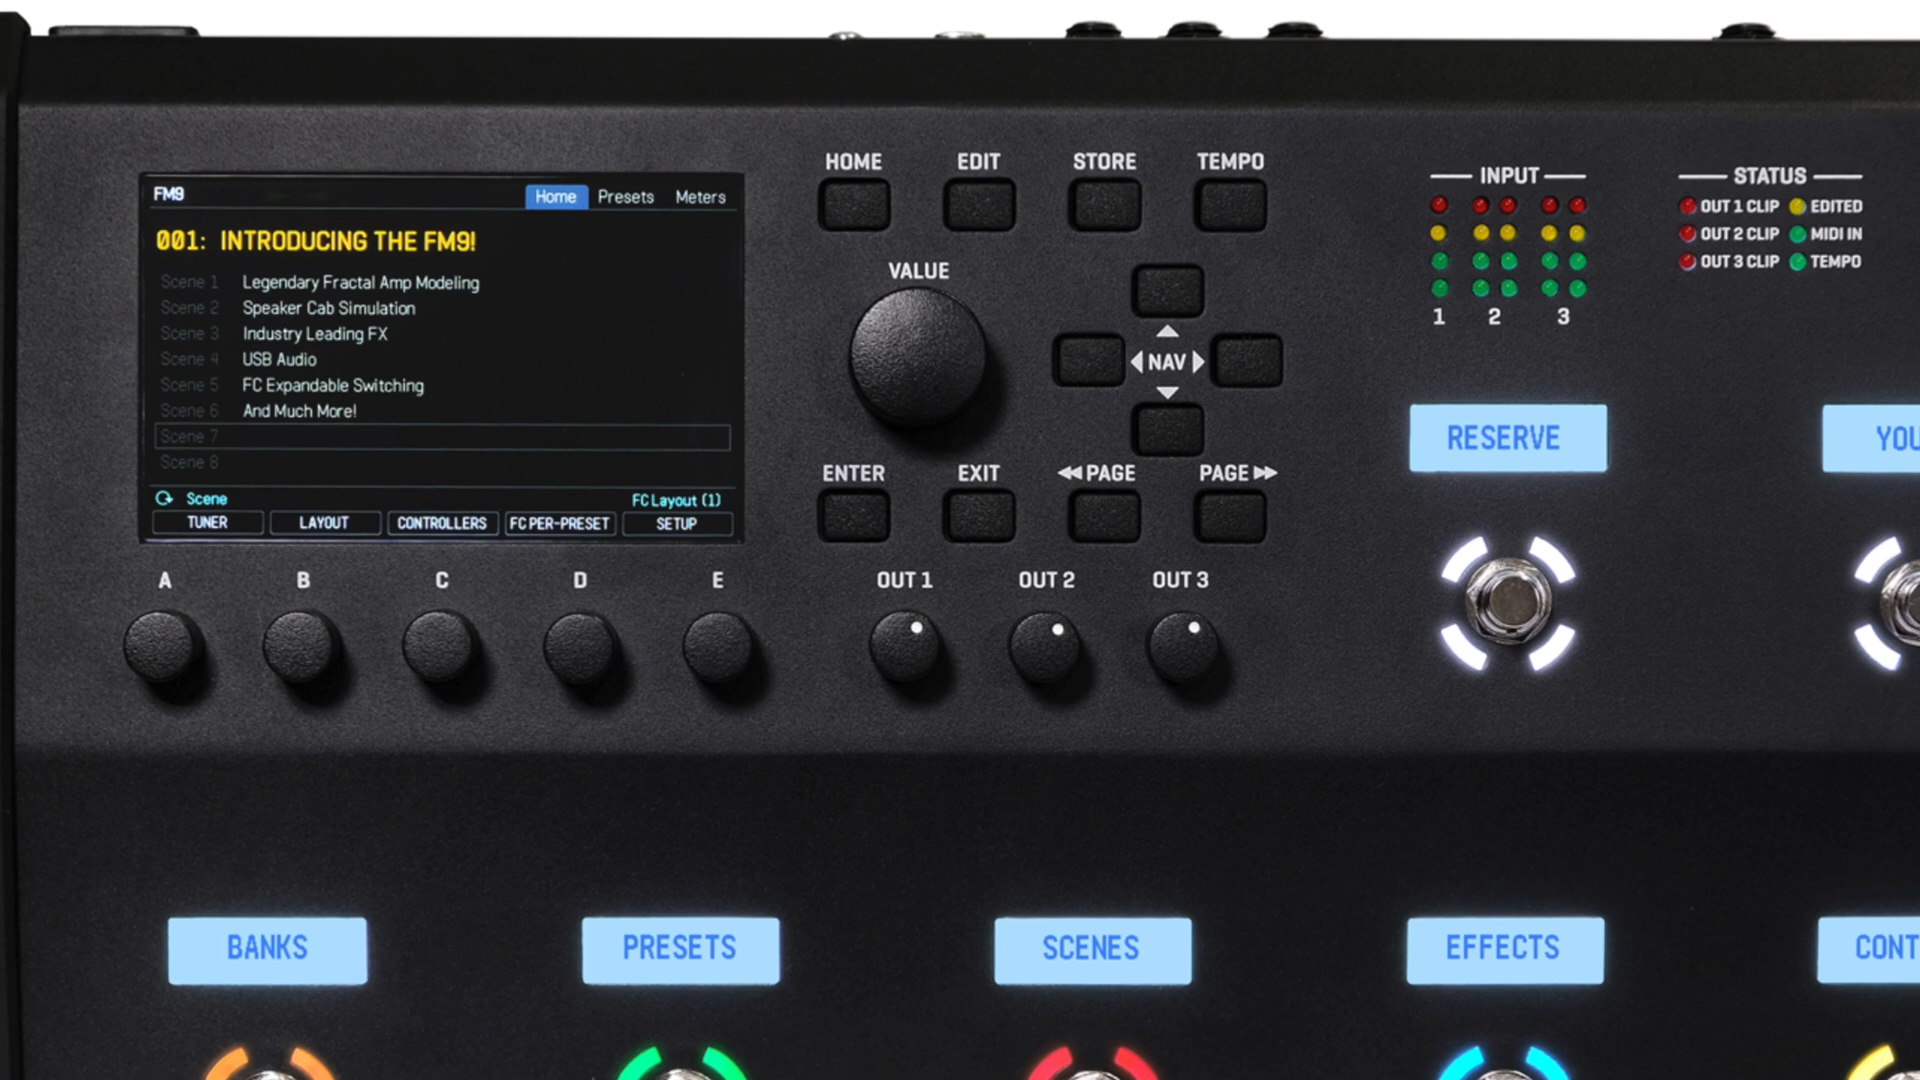 FM9
Home Presets Meters
001: INTRODUCING THE FM9!
Scene 1 Legendary Fractal Amp Modeling
Scene 2 Speaker Cab Simulation
Scene 3 Industry Leading FX
Scene 4 USB Audio
Scene 5 FC Expandable Switching
Scene 6 And Much More!
Scene 7
Scene 8
Scene FC Layout (1)
TUNER LAYOUT CONTROLLERS FC PER-PRESET SETUP
A B C D E
HOME EDIT STORE TEMPO
VALUE
NAV
ENTER EXIT PAGE PAGE
OUT 1 OUT 2 OUT 3
INPUT
1 2 3
STATUS
OUT 1 CLIP EDITED
OUT 2 CLIP MIDI IN
OUT 3 CLIP TEMPO
RESERVE YOU
BANKS PRESETS SCENES EFFECTS CONT